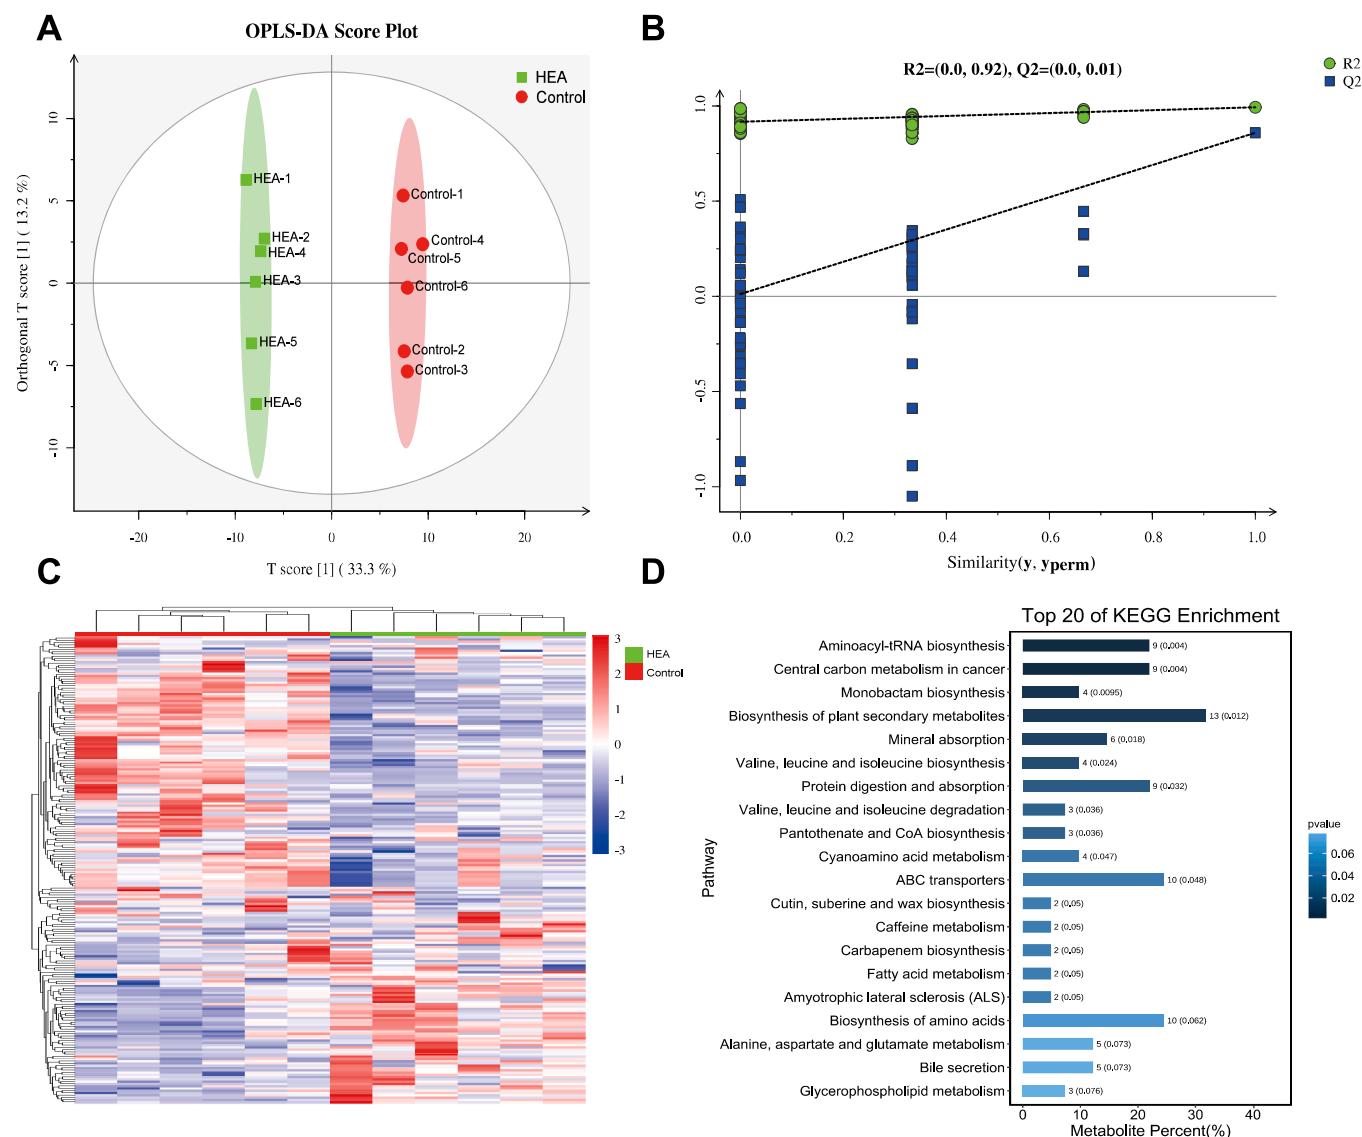 A
OPLS-DA Score Plot
HEA
Control
Orthogonal T score [1] ( 13.2 %)
10
5
0
-5
-10
HEA-1
HEA-2
HEA-4
HEA-3
HEA-5
HEA-6
Control-1
Control-4
Control-5
Control-6
Control-2
Control-3
-20
-10
0
10
20
T score [1] ( 33.3 %)
B
R2=(0.0, 0.92), Q2=(0.0, 0.01)
R2
Q2
1.0
0.5
0.0
-0.5
-1.0
0.0
0.2
0.4
0.6
0.8
1.0
Similarity(y, yperm)
C
3
2
1
0
-1
-2
-3
HEA
Control
D
Top 20 of KEGG Enrichment
Pathway
Aminoacyl-tRNA biosynthesis 9 (0.004)
Central carbon metabolism in cancer 9 (0.004)
Monobactam biosynthesis 4 (0.0095)
Biosynthesis of plant secondary metabolites 13 (0.012)
Mineral absorption 6 (0.018)
Valine, leucine and isoleucine biosynthesis 4 (0.024)
Protein digestion and absorption 9 (0.032)
Valine, leucine and isoleucine degradation 3 (0.036)
Pantothenate and CoA biosynthesis 3 (0.036)
Cyanoamino acid metabolism 4 (0.047)
ABC transporters 10 (0.048)
Cutin, suberine and wax biosynthesis 2 (0.05)
Caffeine metabolism 2 (0.05)
Carbapenem biosynthesis 2 (0.05)
Fatty acid metabolism 2 (0.05)
Amyotrophic lateral sclerosis (ALS) 2 (0.05)
Biosynthesis of amino acids 10 (0.062)
Alanine, aspartate and glutamate metabolism 5 (0.073)
Bile secretion 5 (0.073)
Glycerophospholipid metabolism 3 (0.076)
0
10
20
30
40
Metabolite Percent(%)
pvalue
0.06
0.04
0.02